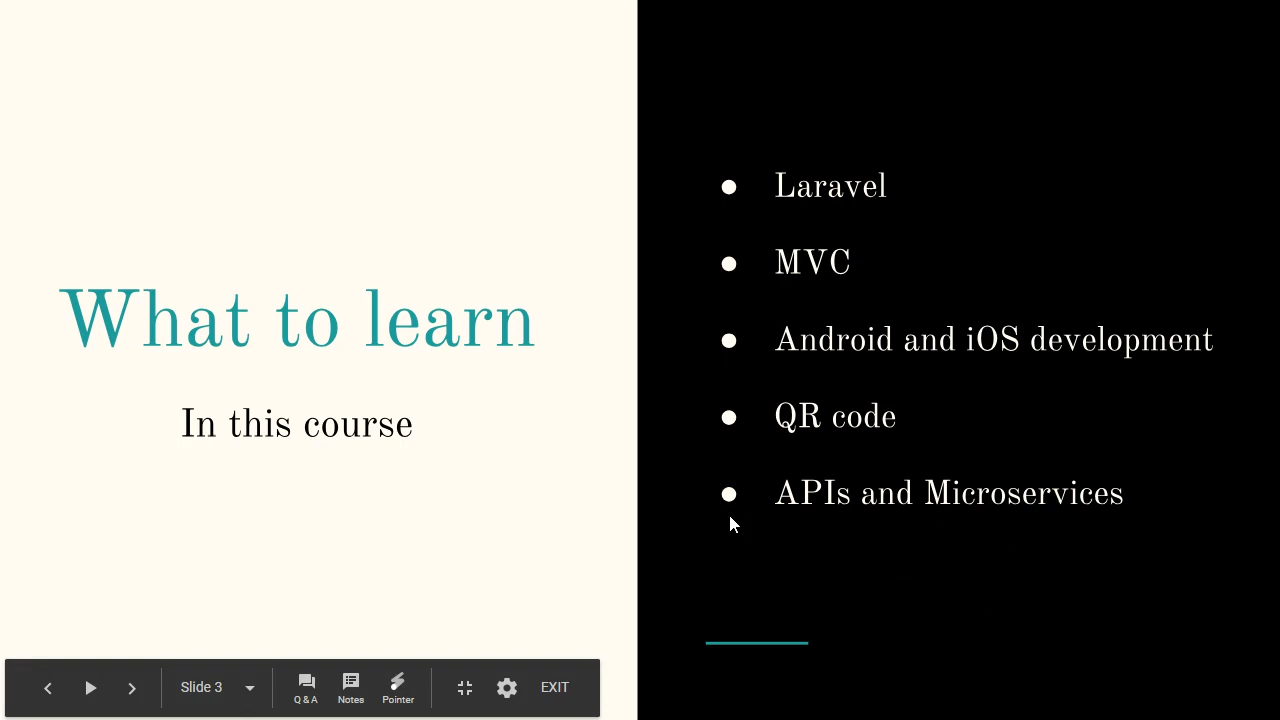 What to learn
In this course
● Laravel
● MVC
● Android and iOS development
● QR code
● APIs and Microservices
Slide 3
Q & A
Notes
Pointer
EXIT